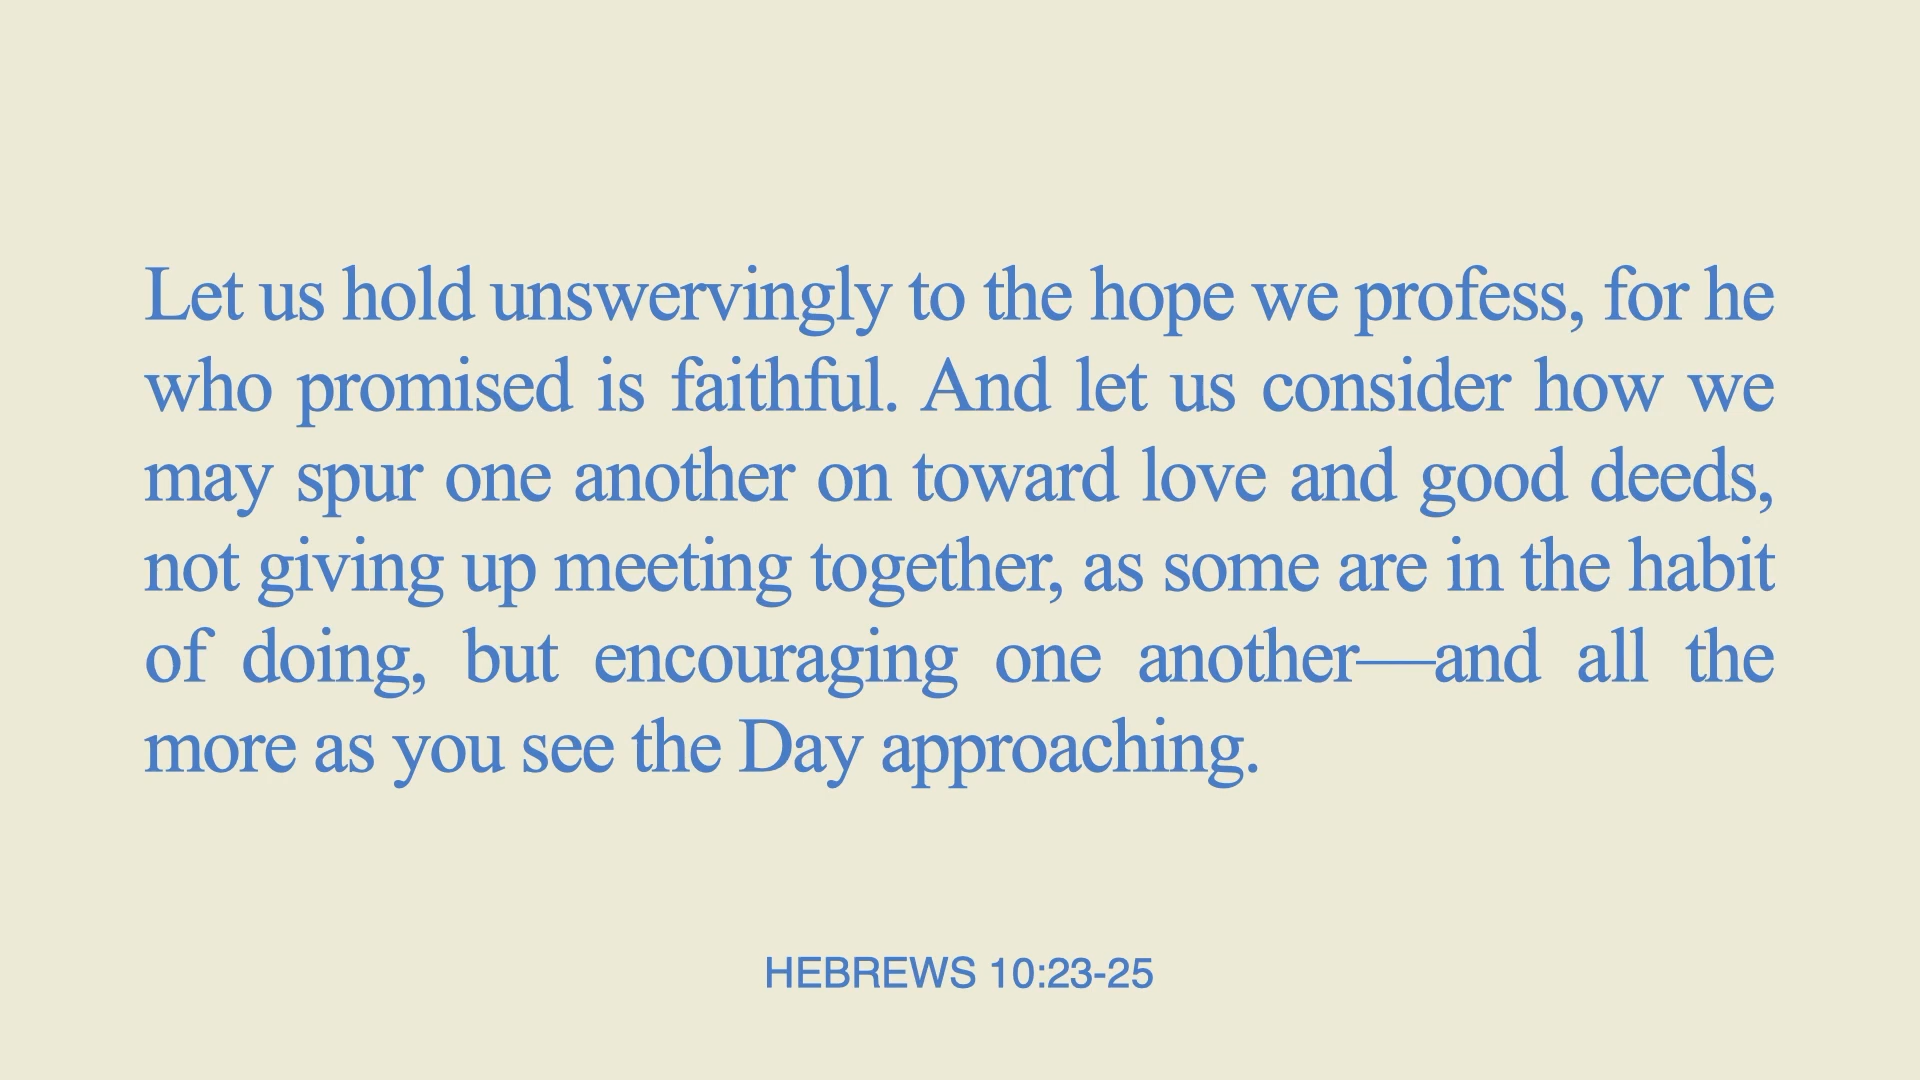 Let us hold unswervingly to the hope we profess, for he
who promised is faithful. And let us consider how we
may spur one another on toward love and good deeds,
not giving up meeting together, as some are in the habit
of doing, but encouraging one another—and all the
more as you see the Day approaching.
HEBREWS 10:23-25